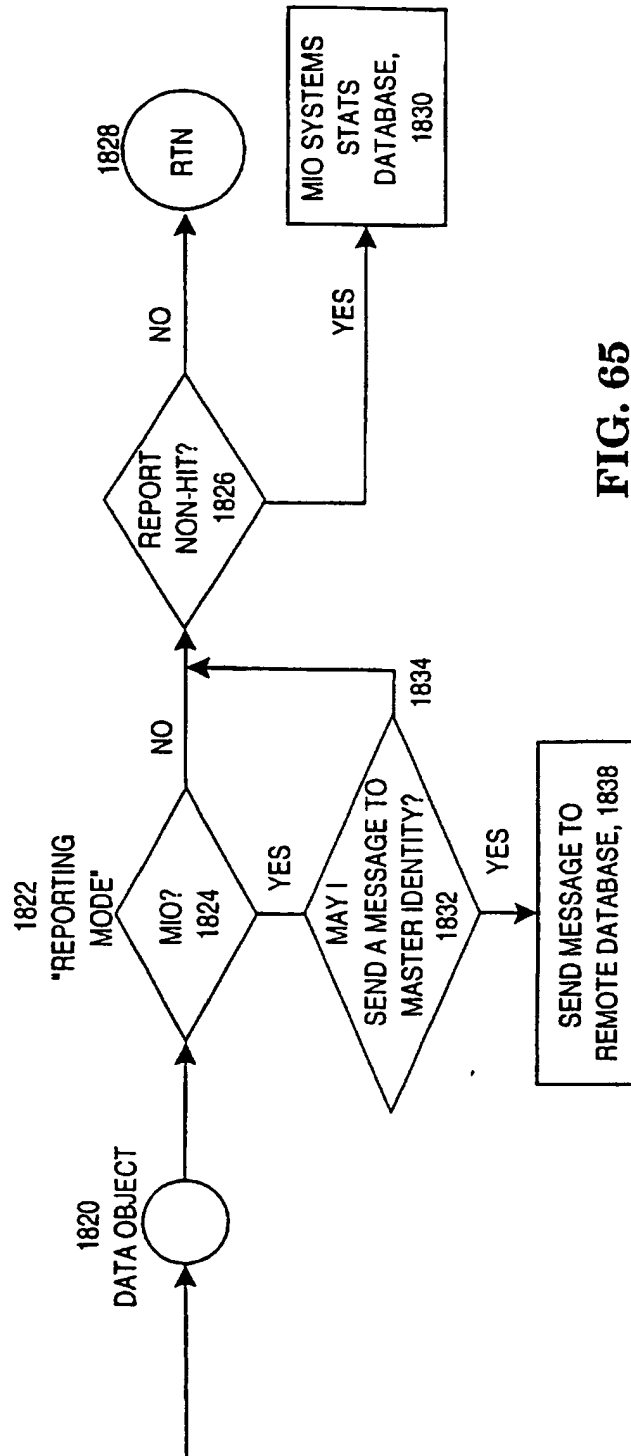 1820
DATA OBJECT
1822
"REPORTING
MODE"
MIO?
1824
NO
YES
MAY I
SEND A MESSAGE TO
MASTER IDENTITY?
1832
1834
YES
SEND MESSAGE TO
REMOTE DATABASE, 1838
REPORT
NON-HIT?
1826
NO
1828
RTN
YES
MIO SYSTEMS
STATS
DATABASE,
1830
FIG. 65